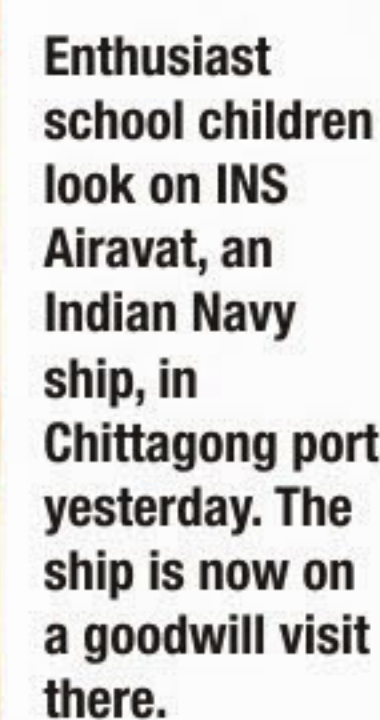 Enthusiast
school children
look on INS
Airavat, an
Indian Navy
ship, in
Chittagong port
yesterday. The
ship is now on
a goodwill visit
there.